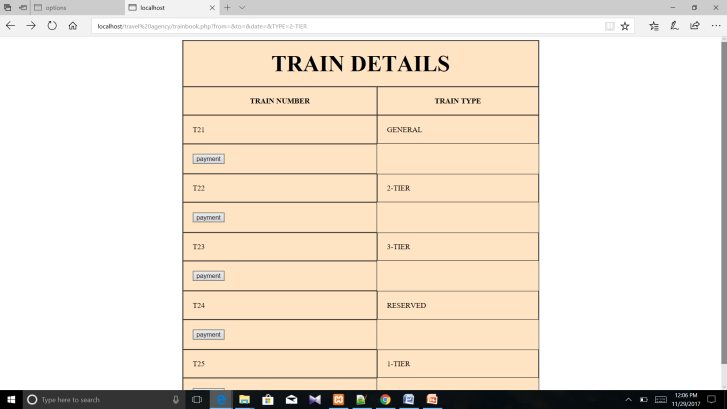 options
localhost
localhost/travel%20agency/trainbook.php?from=&to=&date=&TYPE=2-TIER
TRAIN DETAILS
TRAIN NUMBER TRAIN TYPE
T21 GENERAL
payment
T22 2-TIER
payment
T23 3-TIER
payment
T24 RESERVED
payment
T25 1-TIER
Type here to search
12:06 PM
11/29/2017